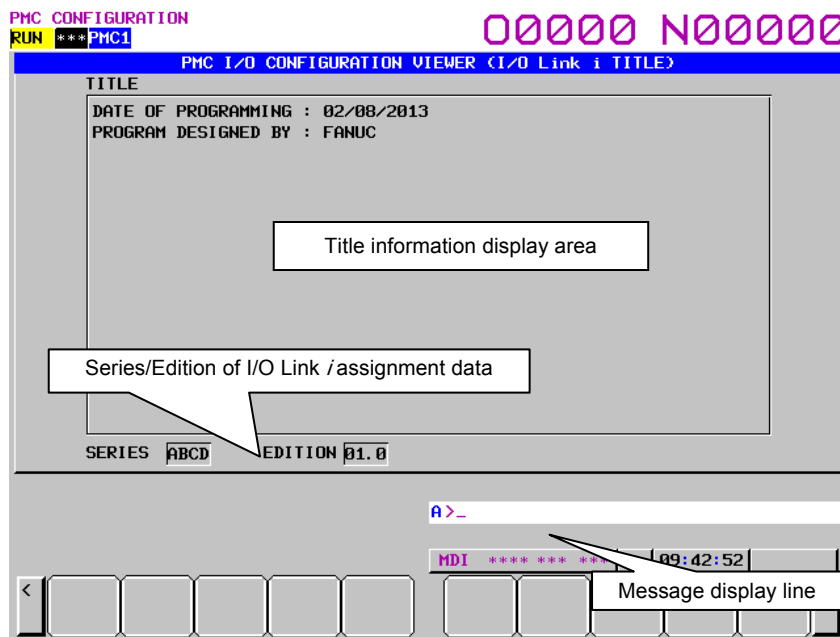 PMC CONFIGURATION
RUN ***PMC1
O0000 N00000
PMC I/O CONFIGURATION VIEWER (I/O Link i TITLE)
TITLE
DATE OF PROGRAMMING : 02/08/2013
PROGRAM DESIGNED BY : FANUC
Title information display area
Series/Edition of I/O Link i assignment data
SERIES ABCD EDITION 01.0
A>_
MDI **** *** *** 09:42:52
Message display line
<